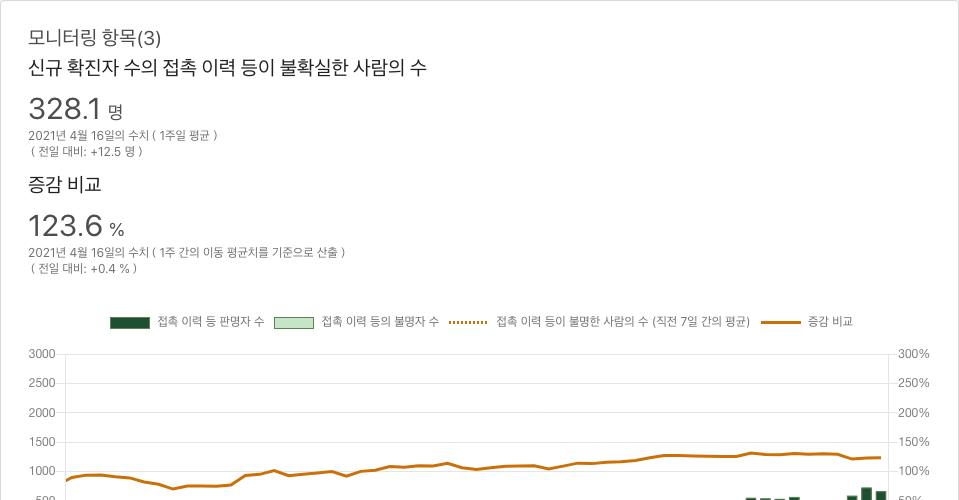 모니터링 항목(3)
신규 확진자 수의 접촉 이력 등이 불확실한 사람의 수
328.1 명
2021년 4월 16일의 수치 ( 1주일 평균 )
( 전일 대비: +12.5 명 )
증감 비교
123.6 %
2021년 4월 16일의 수치 ( 1주 간의 이동 평균치를 기준으로 산출 )
( 전일 대비: +0.4 % )
접촉 이력 등 판명자 수 접촉 이력 등의 불명자 수 접촉 이력 등이 불명한 사람의 수 (직전 7일 간의 평균) 증감 비교
3000 300%
2500 250%
2000 200%
1500 150%
1000 100%
500 50%